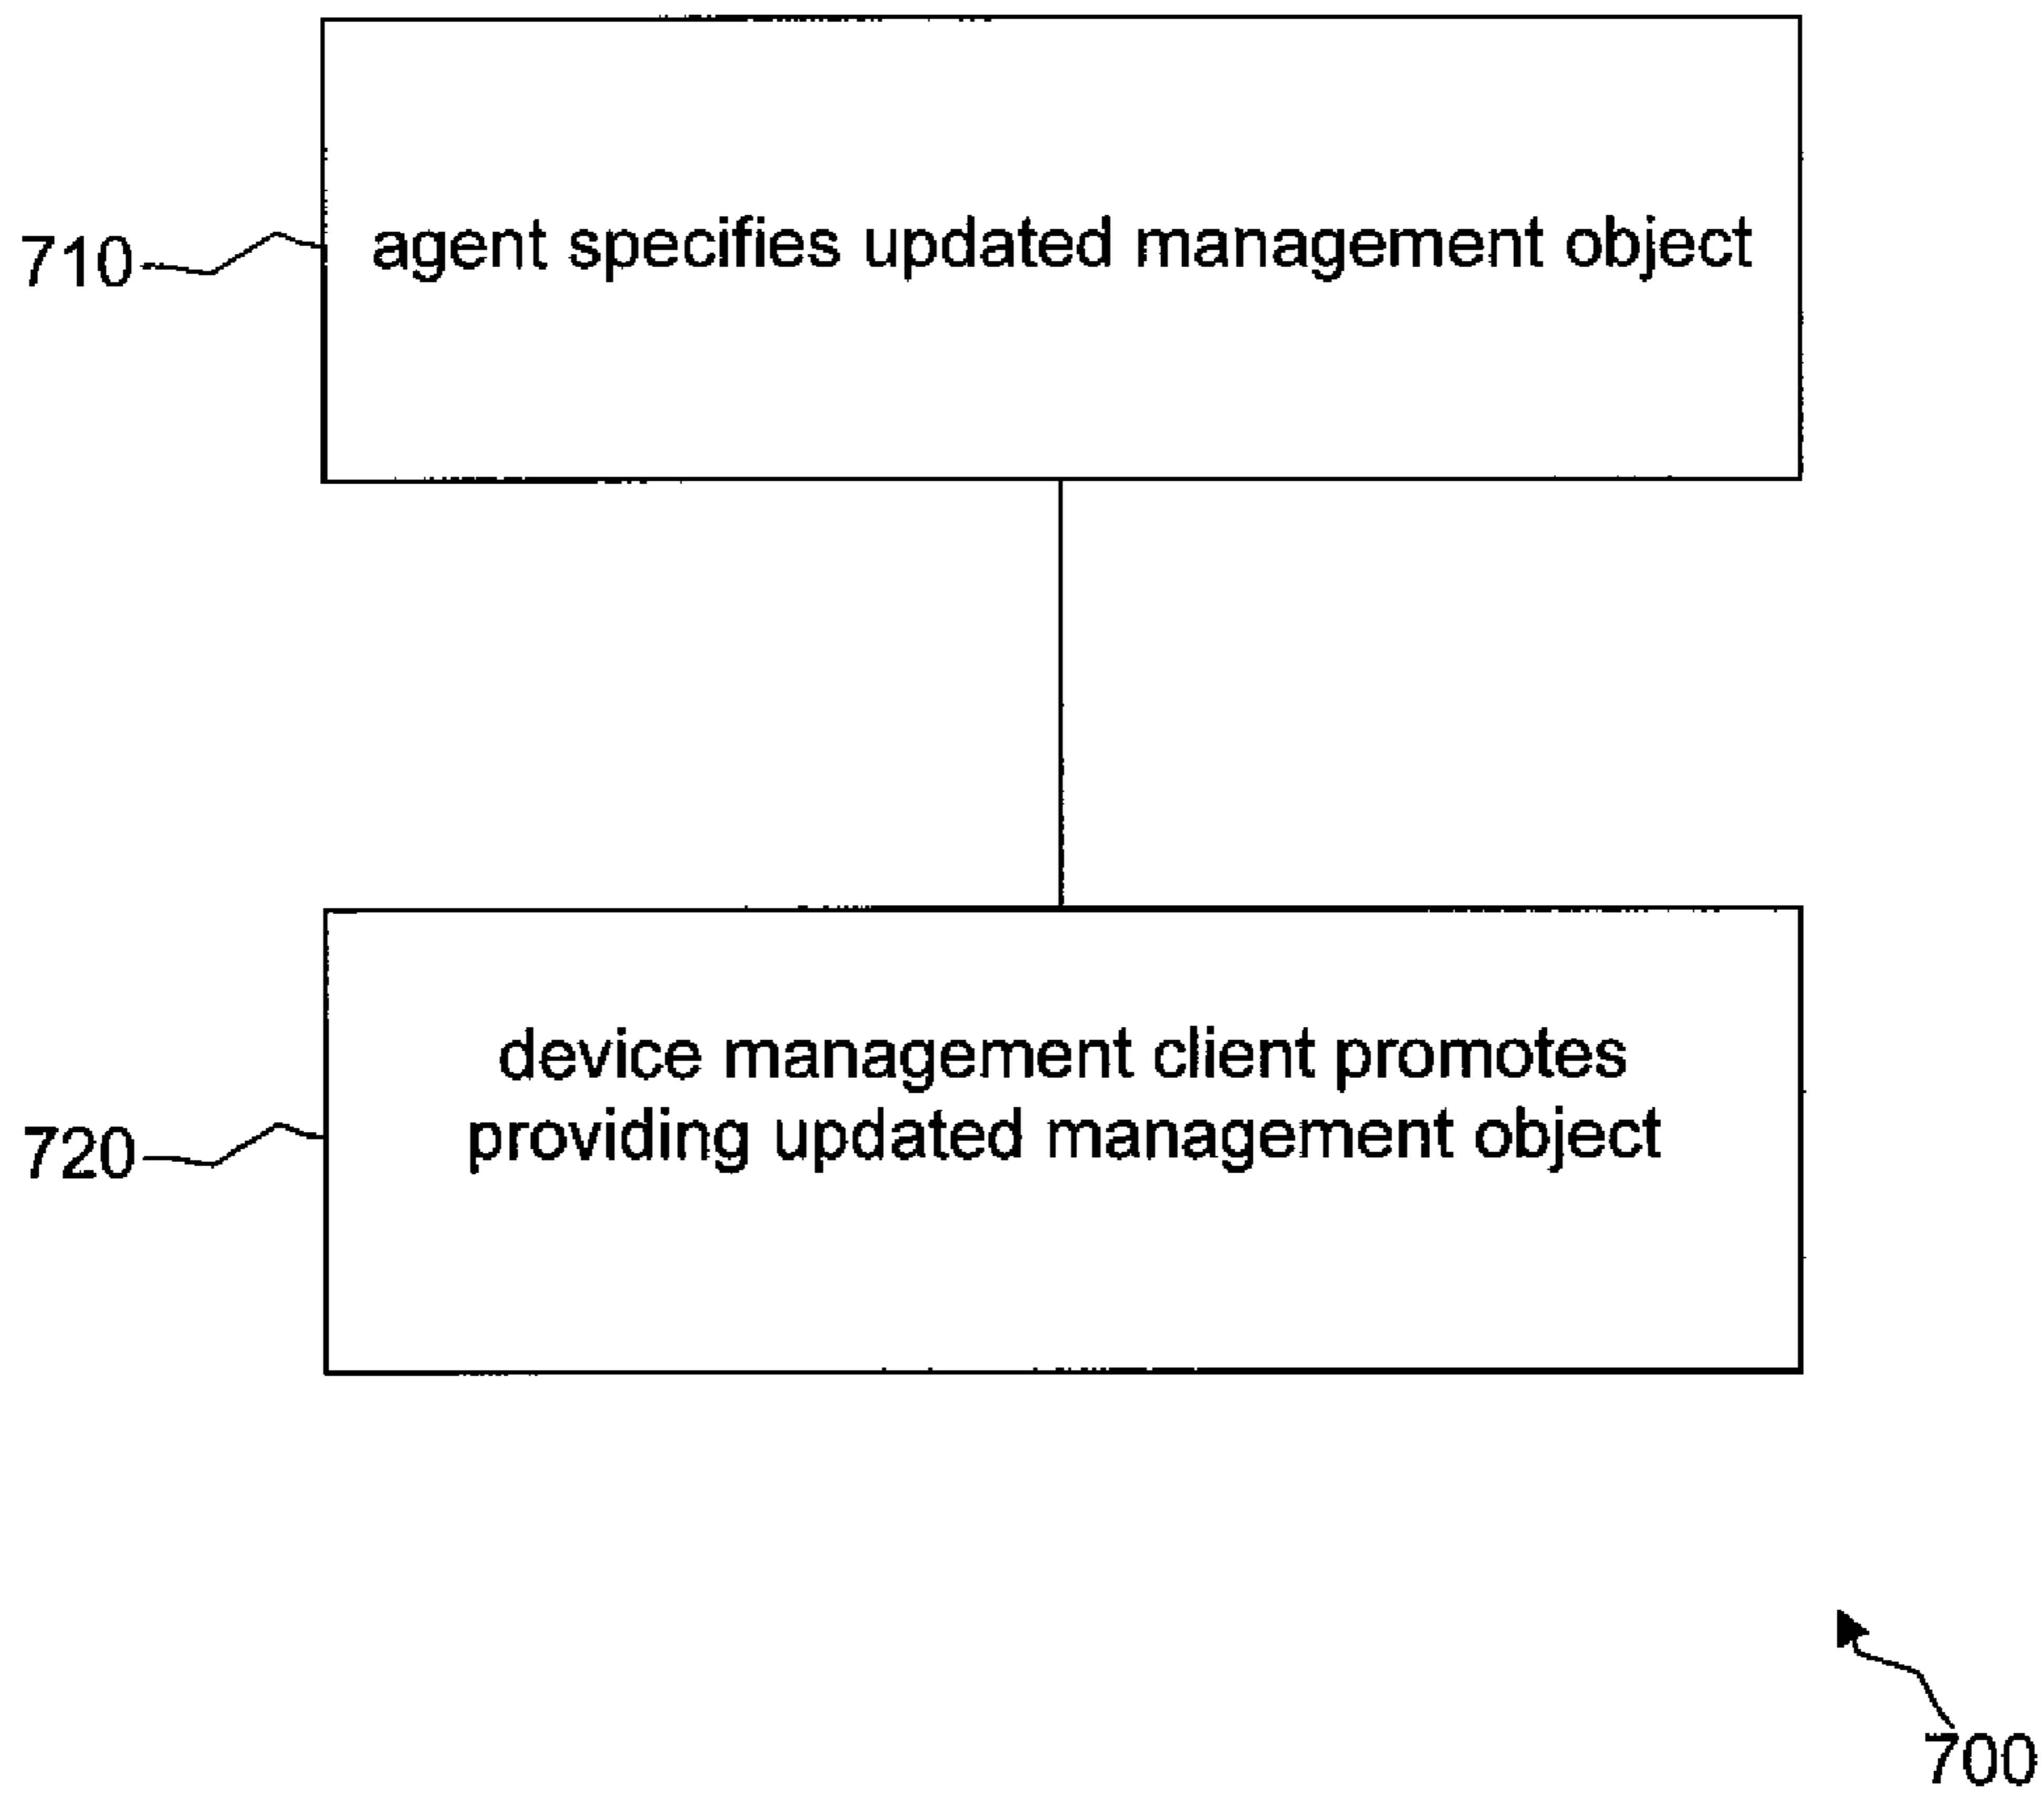 710
agent specifies updated management object
720
device management client promotes
providing updated management object
700